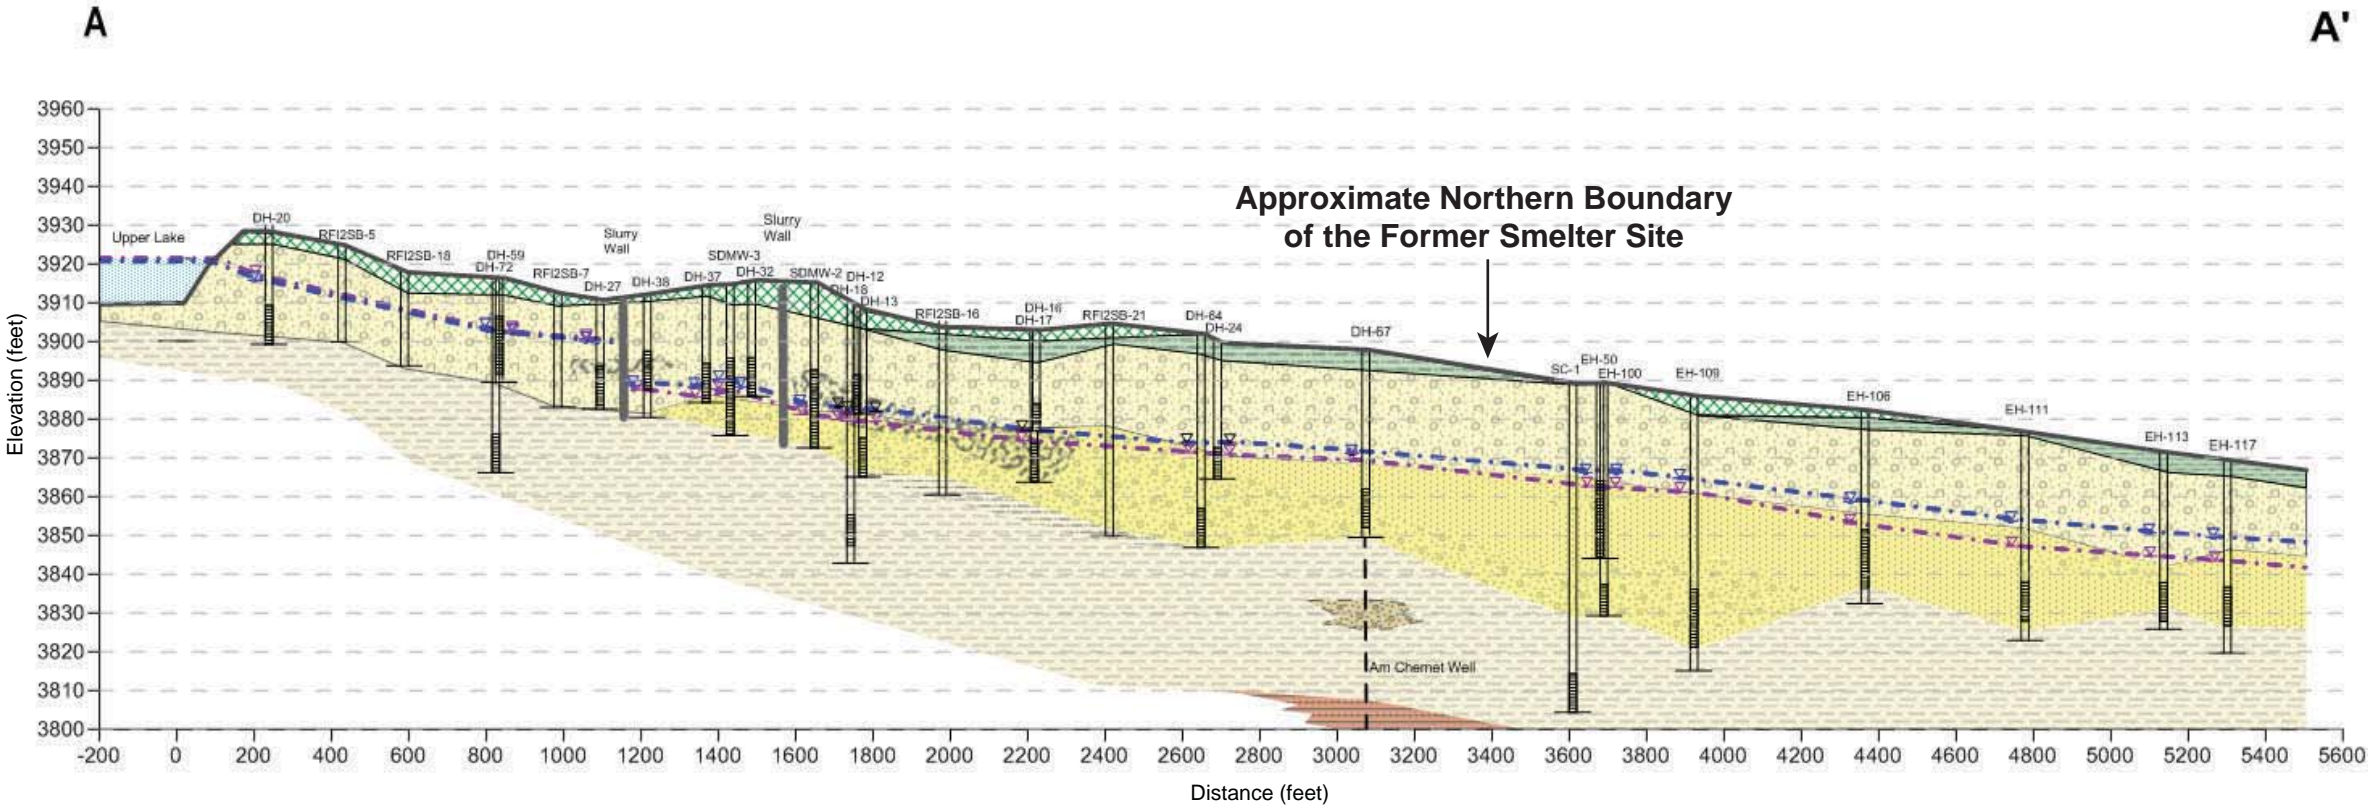 A
A'
Approximate Northern Boundary
of the Former Smelter Site
3960
3950
3940
3930
3920
3910
3900
3890
3880
3870
3860
3850
3840
3830
3820
3810
3800
Elevation (feet)
Upper Lake
DH-20
RFI2SB-5
RFI2SB-18
DH-59
DH-72
RFI2SB-7
DH-27
Slurry
Wall
DH-38
DH-37
SDMW-3
DH-32
Slurry
Wall
SDMW-2
DH-12
DH-18
DH-13
RFI2SB-16
DH-16
DH-17
RFI2SB-21
DH-64
DH-24
DH-67
SC-1
EH-50
EH-100
EH-109
EH-106
EH-111
EH-113
EH-117
Am Chemet Well
-200 0 200 400 600 800 1000 1200 1400 1600 1800 2000 2200 2400 2600 2800 3000 3200 3400 3600 3800 4000 4200 4400 4600 4800 5000 5200 5400 5600
Distance (feet)